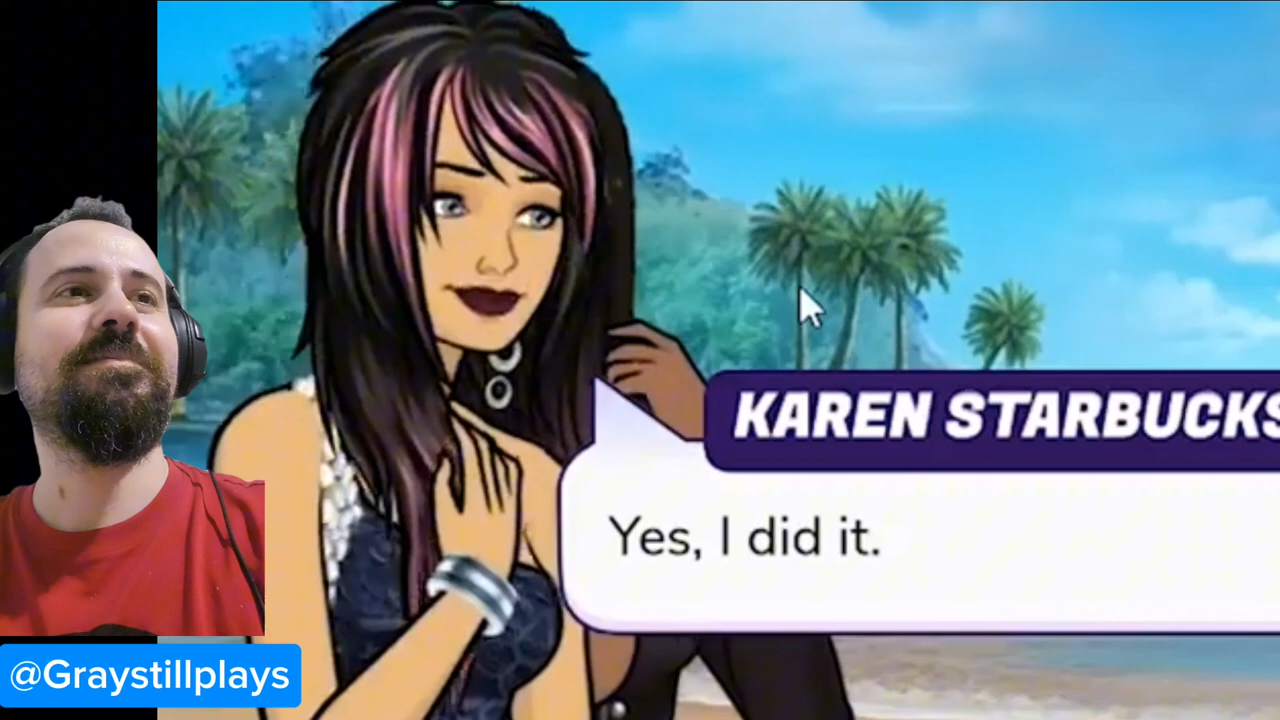 KAREN STARBUCKS
Yes, I did it.
@Graystillplays